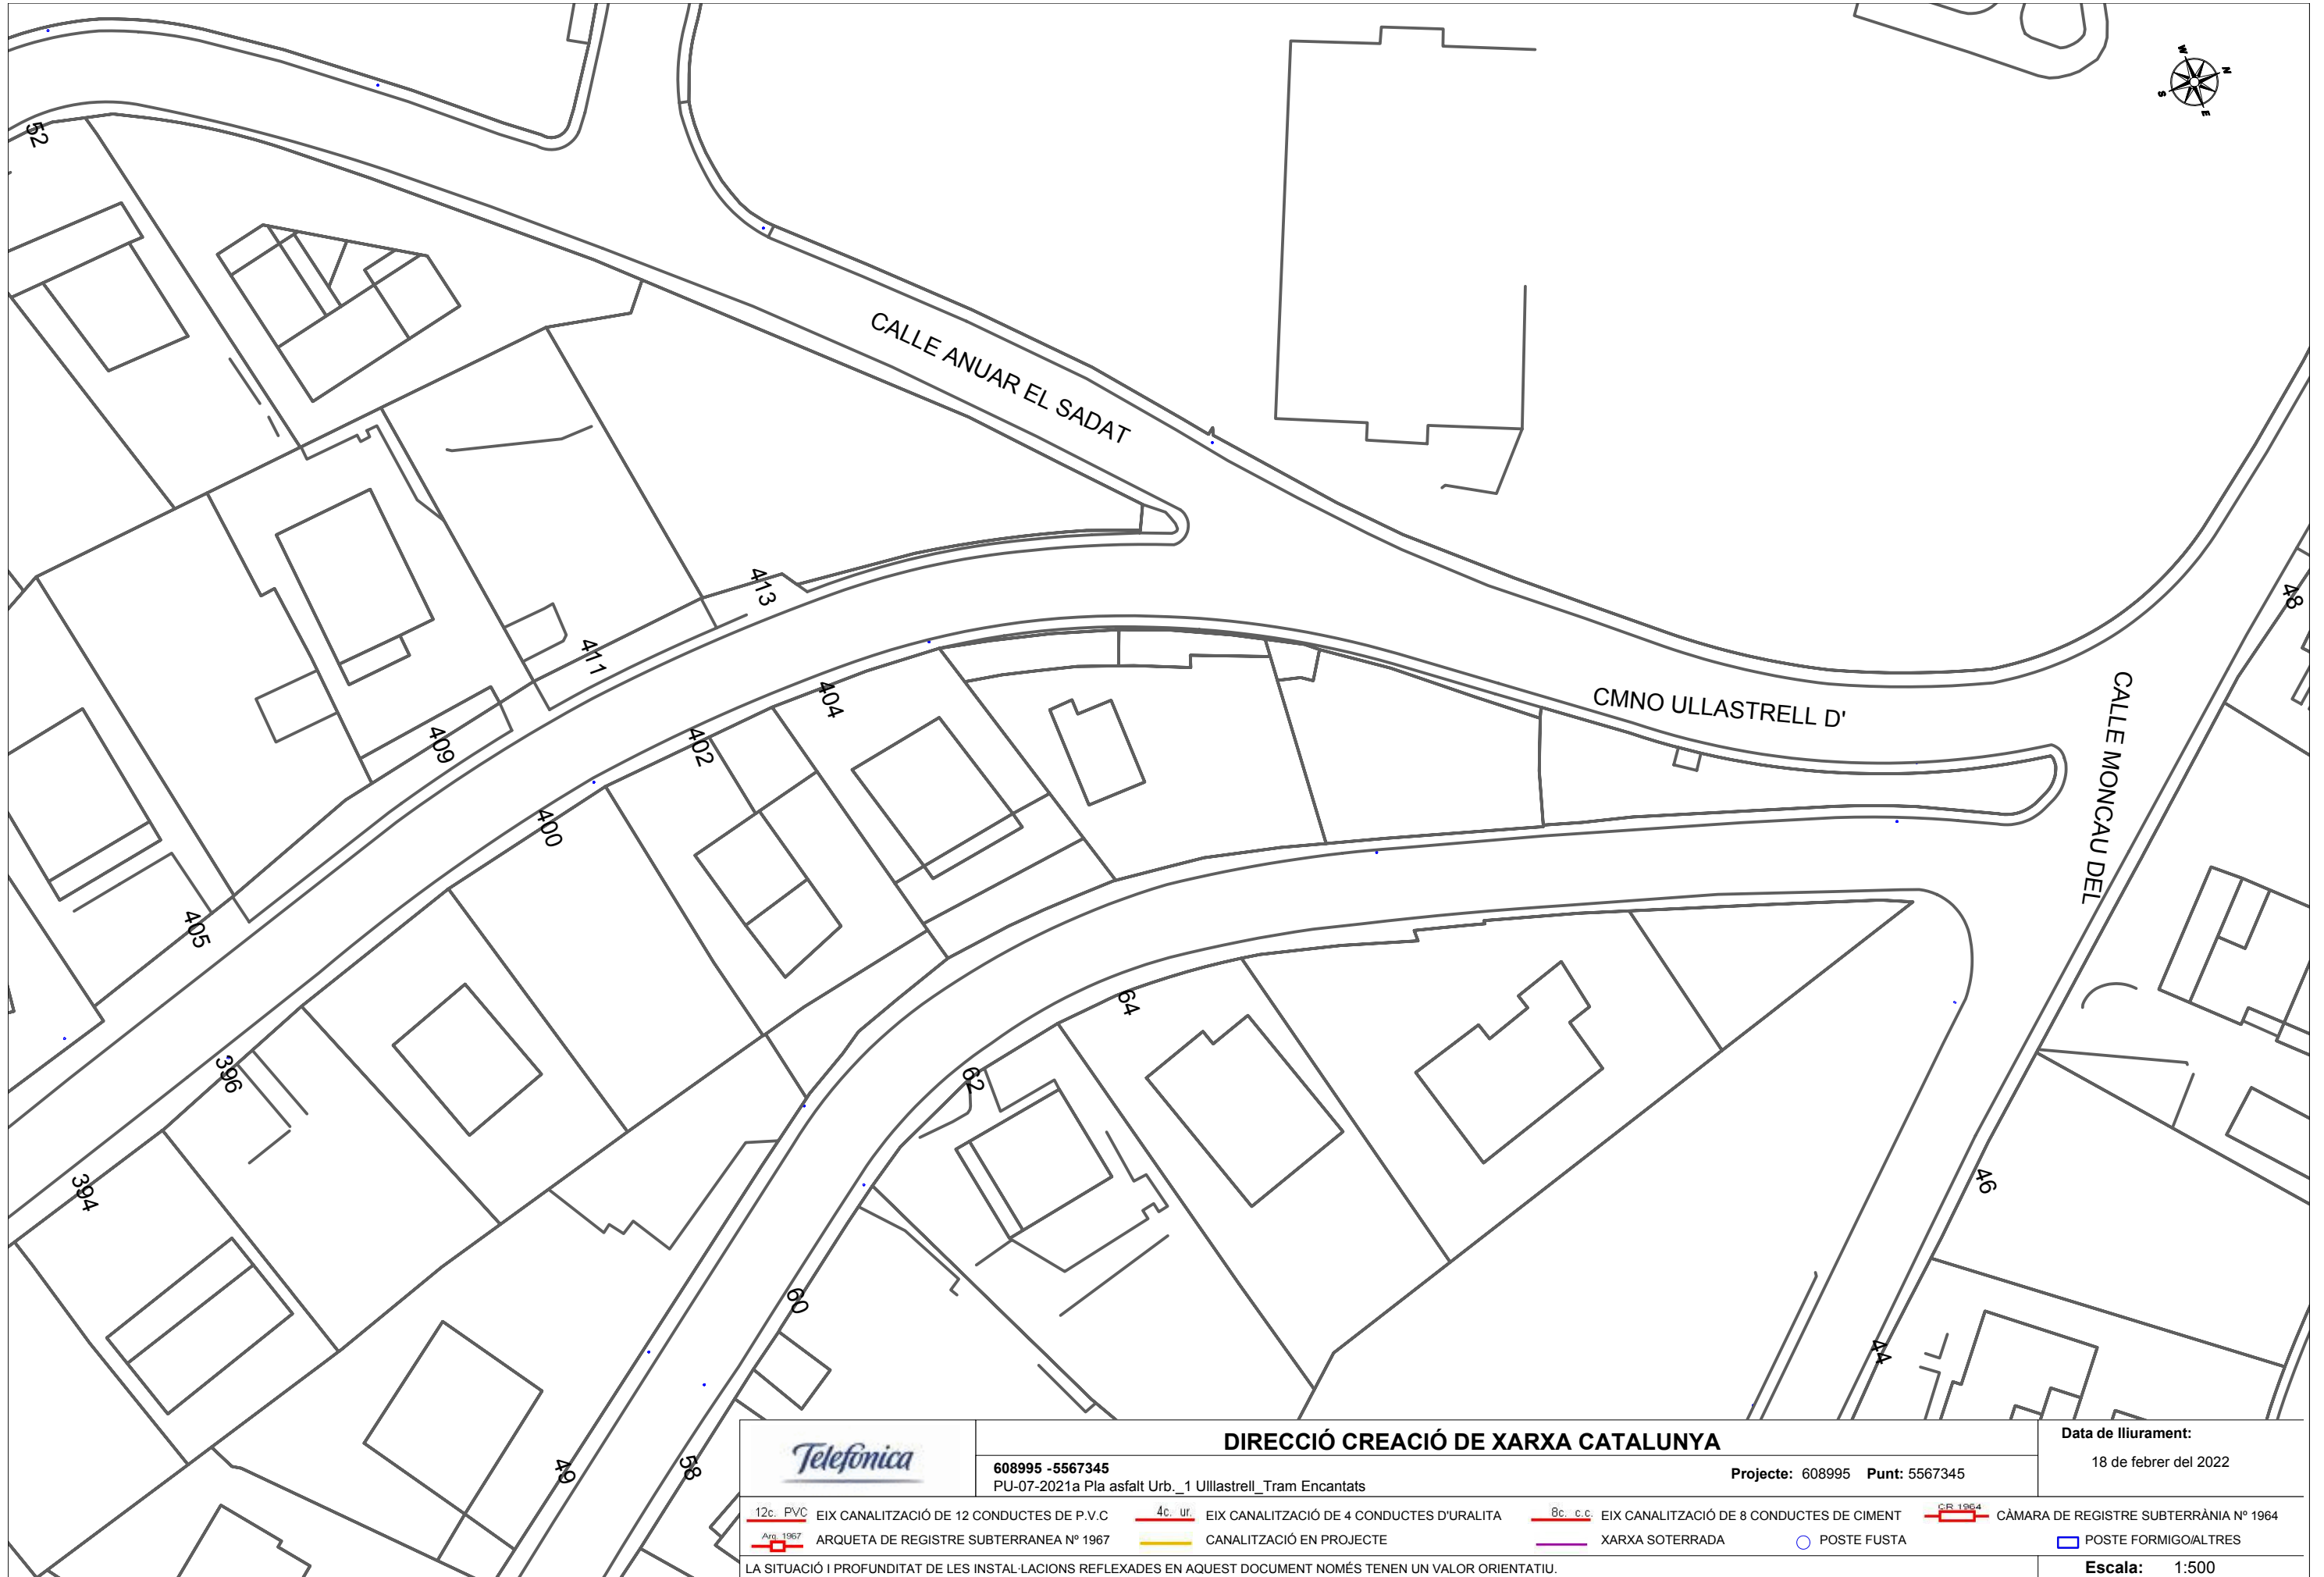 W
N
S
E
52
CALLE ANUAR EL SADAT
413
411
409
405
404
402
400
396
394
CMNO ULLASTRELL D'
CALLE MONCAU DEL
48
64
62
60
58
49
46
44
Telefónica
DIRECCIÓ CREACIÓ DE XARXA CATALUNYA
608995 -5567345
PU-07-2021a Pla asfalt Urb._1 Ulllastrell_Tram Encantats
Projecte: 608995 Punt: 5567345
Data de lliurament:
18 de febrer del 2022
12c. PVC EIX CANALITZACIÓ DE 12 CONDUCTES DE P.V.C
4c. ur. EIX CANALITZACIÓ DE 4 CONDUCTES D'URALITA
8c. c.c. EIX CANALITZACIÓ DE 8 CONDUCTES DE CIMENT
C.R. 1964 CÀMARA DE REGISTRE SUBTERRÀNIA Nº 1964
Arq. 1967 ARQUETA DE REGISTRE SUBTERRANEA Nº 1967
CANALITZACIÓ EN PROJECTE
XARXA SOTERRADA
POSTE FUSTA
POSTE FORMIGO/ALTRES
LA SITUACIÓ I PROFUNDITAT DE LES INSTAL·LACIONS REFLEXADES EN AQUEST DOCUMENT NOMÉS TENEN UN VALOR ORIENTATIU.
Escala: 1:500